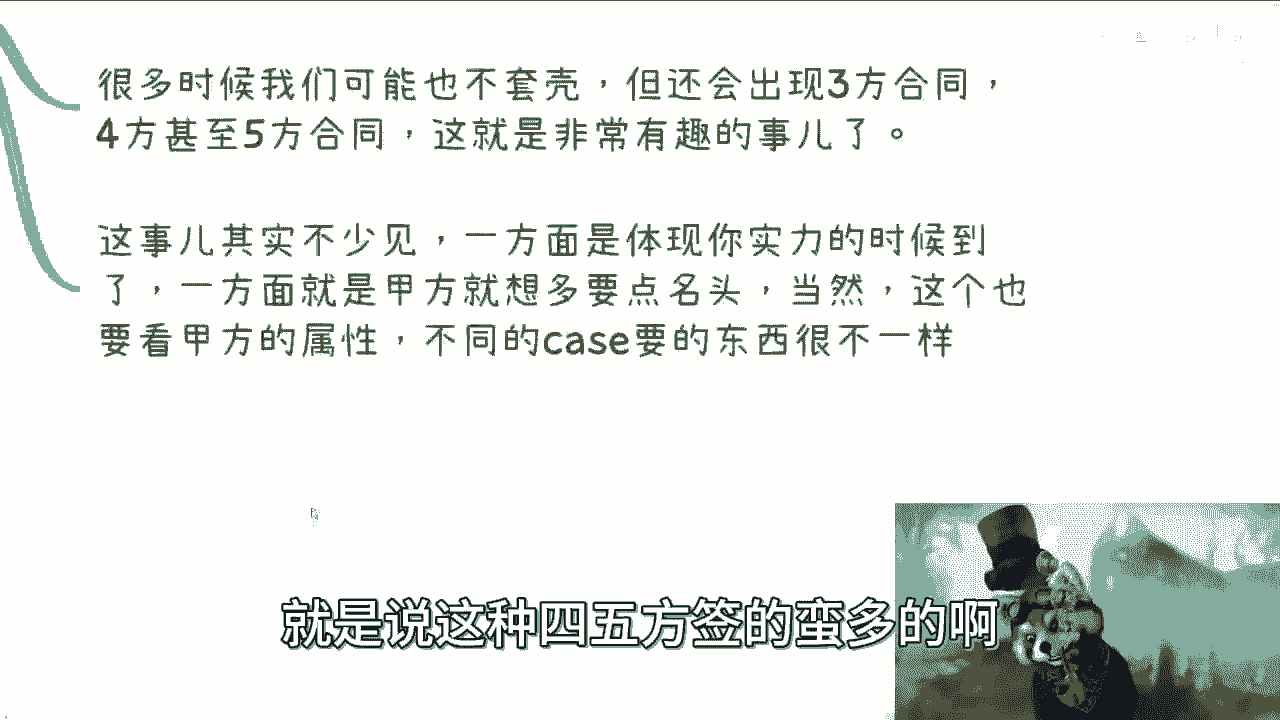 很多时候我们可能也不套壳，但还会出现3方合同，
4方甚至5方合同，这就是非常有趣的事儿了。
这事儿其实不少见，一方面是体现你实力的时候到
了，一方面就是甲方就想多要点名头，当然，这个也
要看甲方的属性，不同的case要的东西很不一样
就是说这种四五方签的蛮多的啊